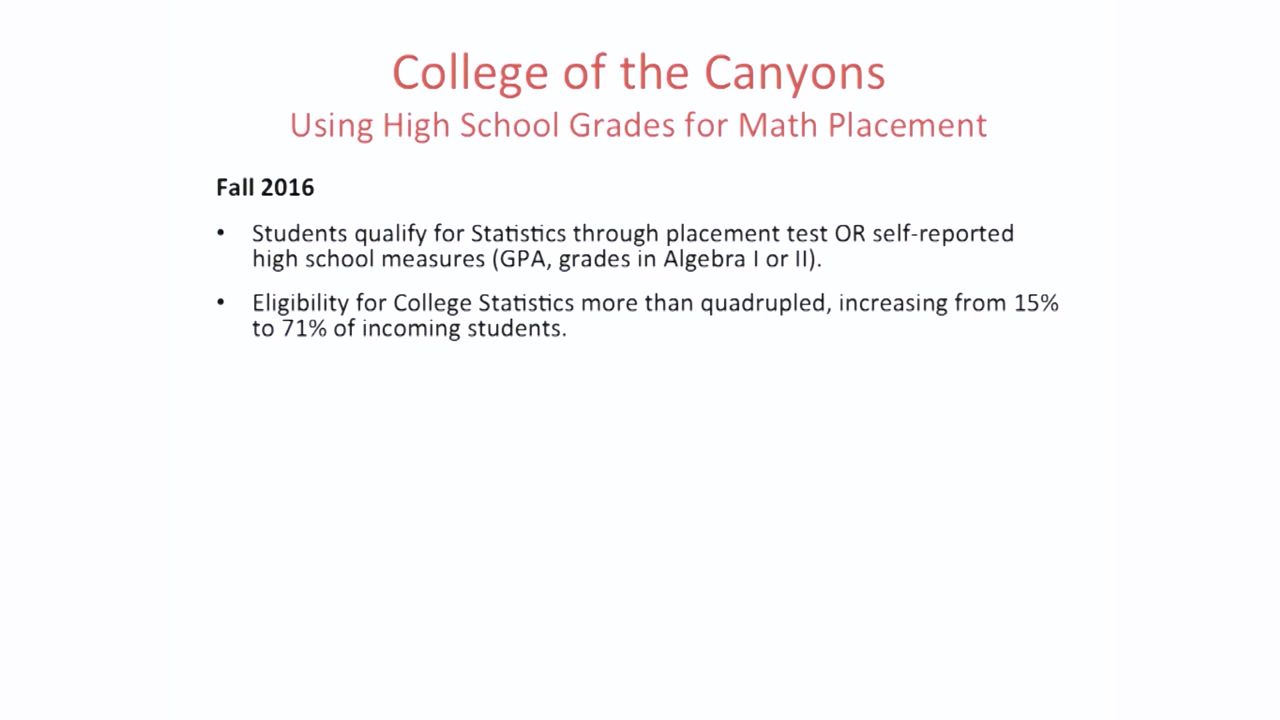 College of the Canyons
Using High School Grades for Math Placement
Fall 2016
• Students qualify for Statistics through placement test OR self-reported
high school measures (GPA, grades in Algebra I or II).
• Eligibility for College Statistics more than quadrupled, increasing from 15%
to 71% of incoming students.